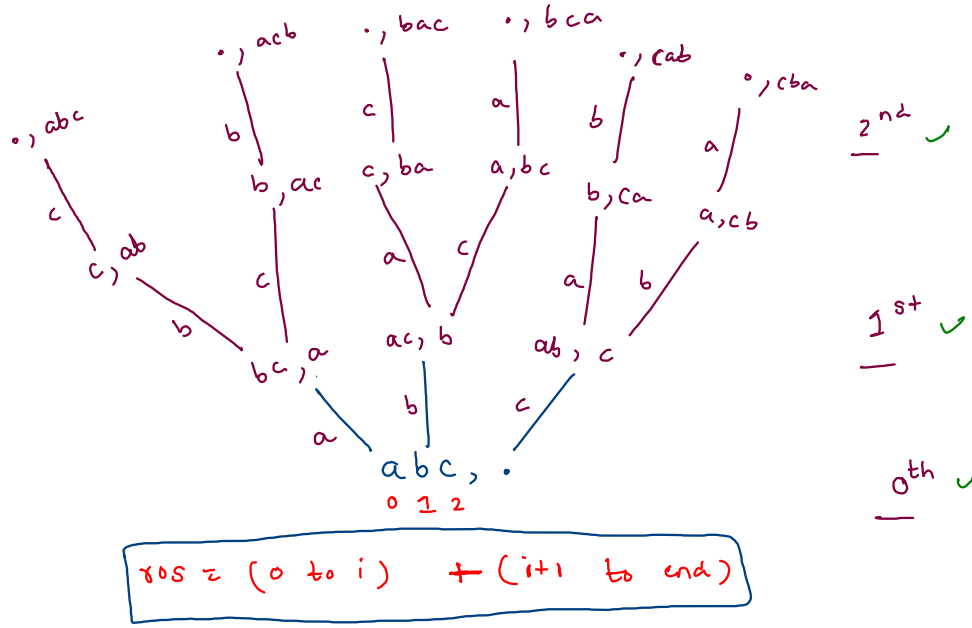 ., abc
., acb
., bac
., bca
., cab
., cba
2nd
c
b
c
a
b
a
c, ab
b, ac
c, ba
a, bc
b, ca
a, cb
b
c
a
c
a
b
1st
bc, a
ac, b
ab, c
a
b
c
abc, .
0 1 2
0th
ros = (0 to i) + (i+1 to end)